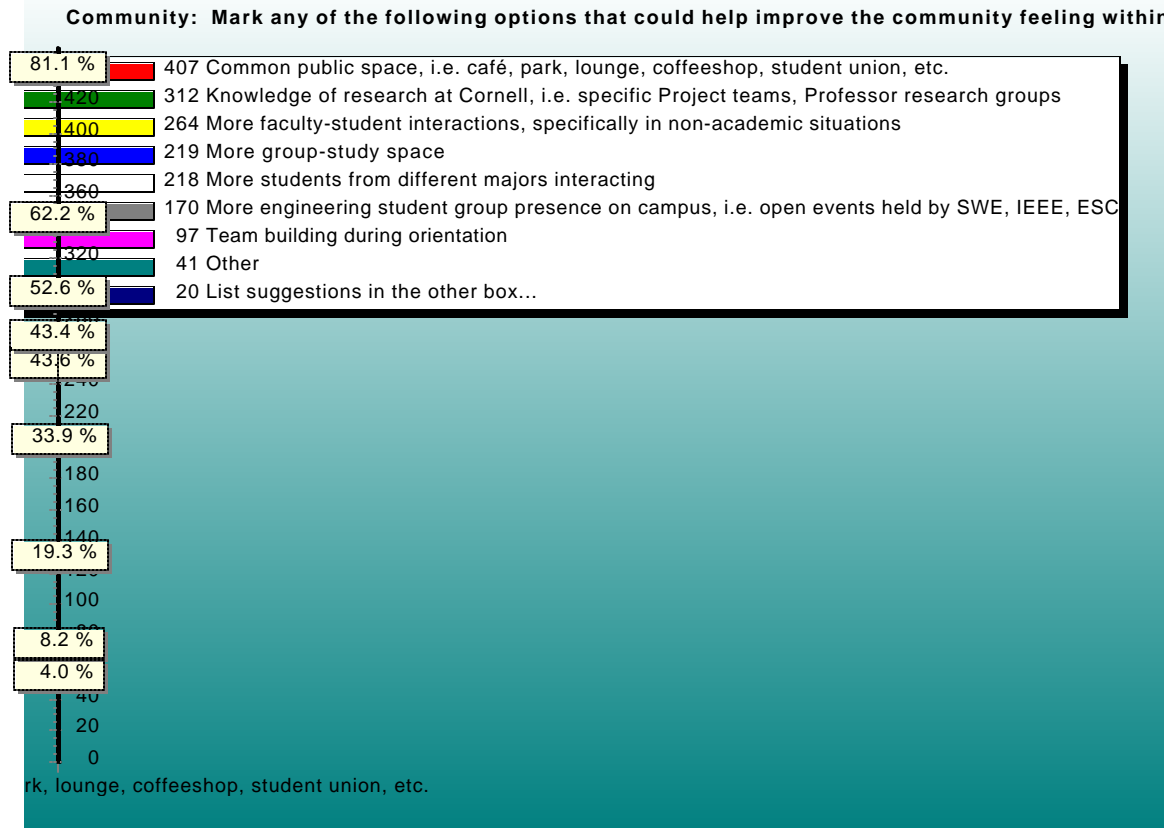 Community: Mark any of the following options that could help improve the community feeling within
81.1 %
407 Common public space, i.e. café, park, lounge, coffeeshop, student union, etc.
420
312 Knowledge of research at Cornell, i.e. specific Project teams, Professor research groups
400
264 More faculty-student interactions, specifically in non-academic situations
380
219 More group-study space
360
218 More students from different majors interacting
62.2 %
170 More engineering student group presence on campus, i.e. open events held by SWE, IEEE, ESC
97 Team building during orientation
320
41 Other
52.6 %
20 List suggestions in the other box...
43.4 %
43.6 %
240
220
33.9 %
180
160
140
19.3 %
120
100
80
8.2 %
4.0 %
40
20
0
rk, lounge, coffeeshop, student union, etc.